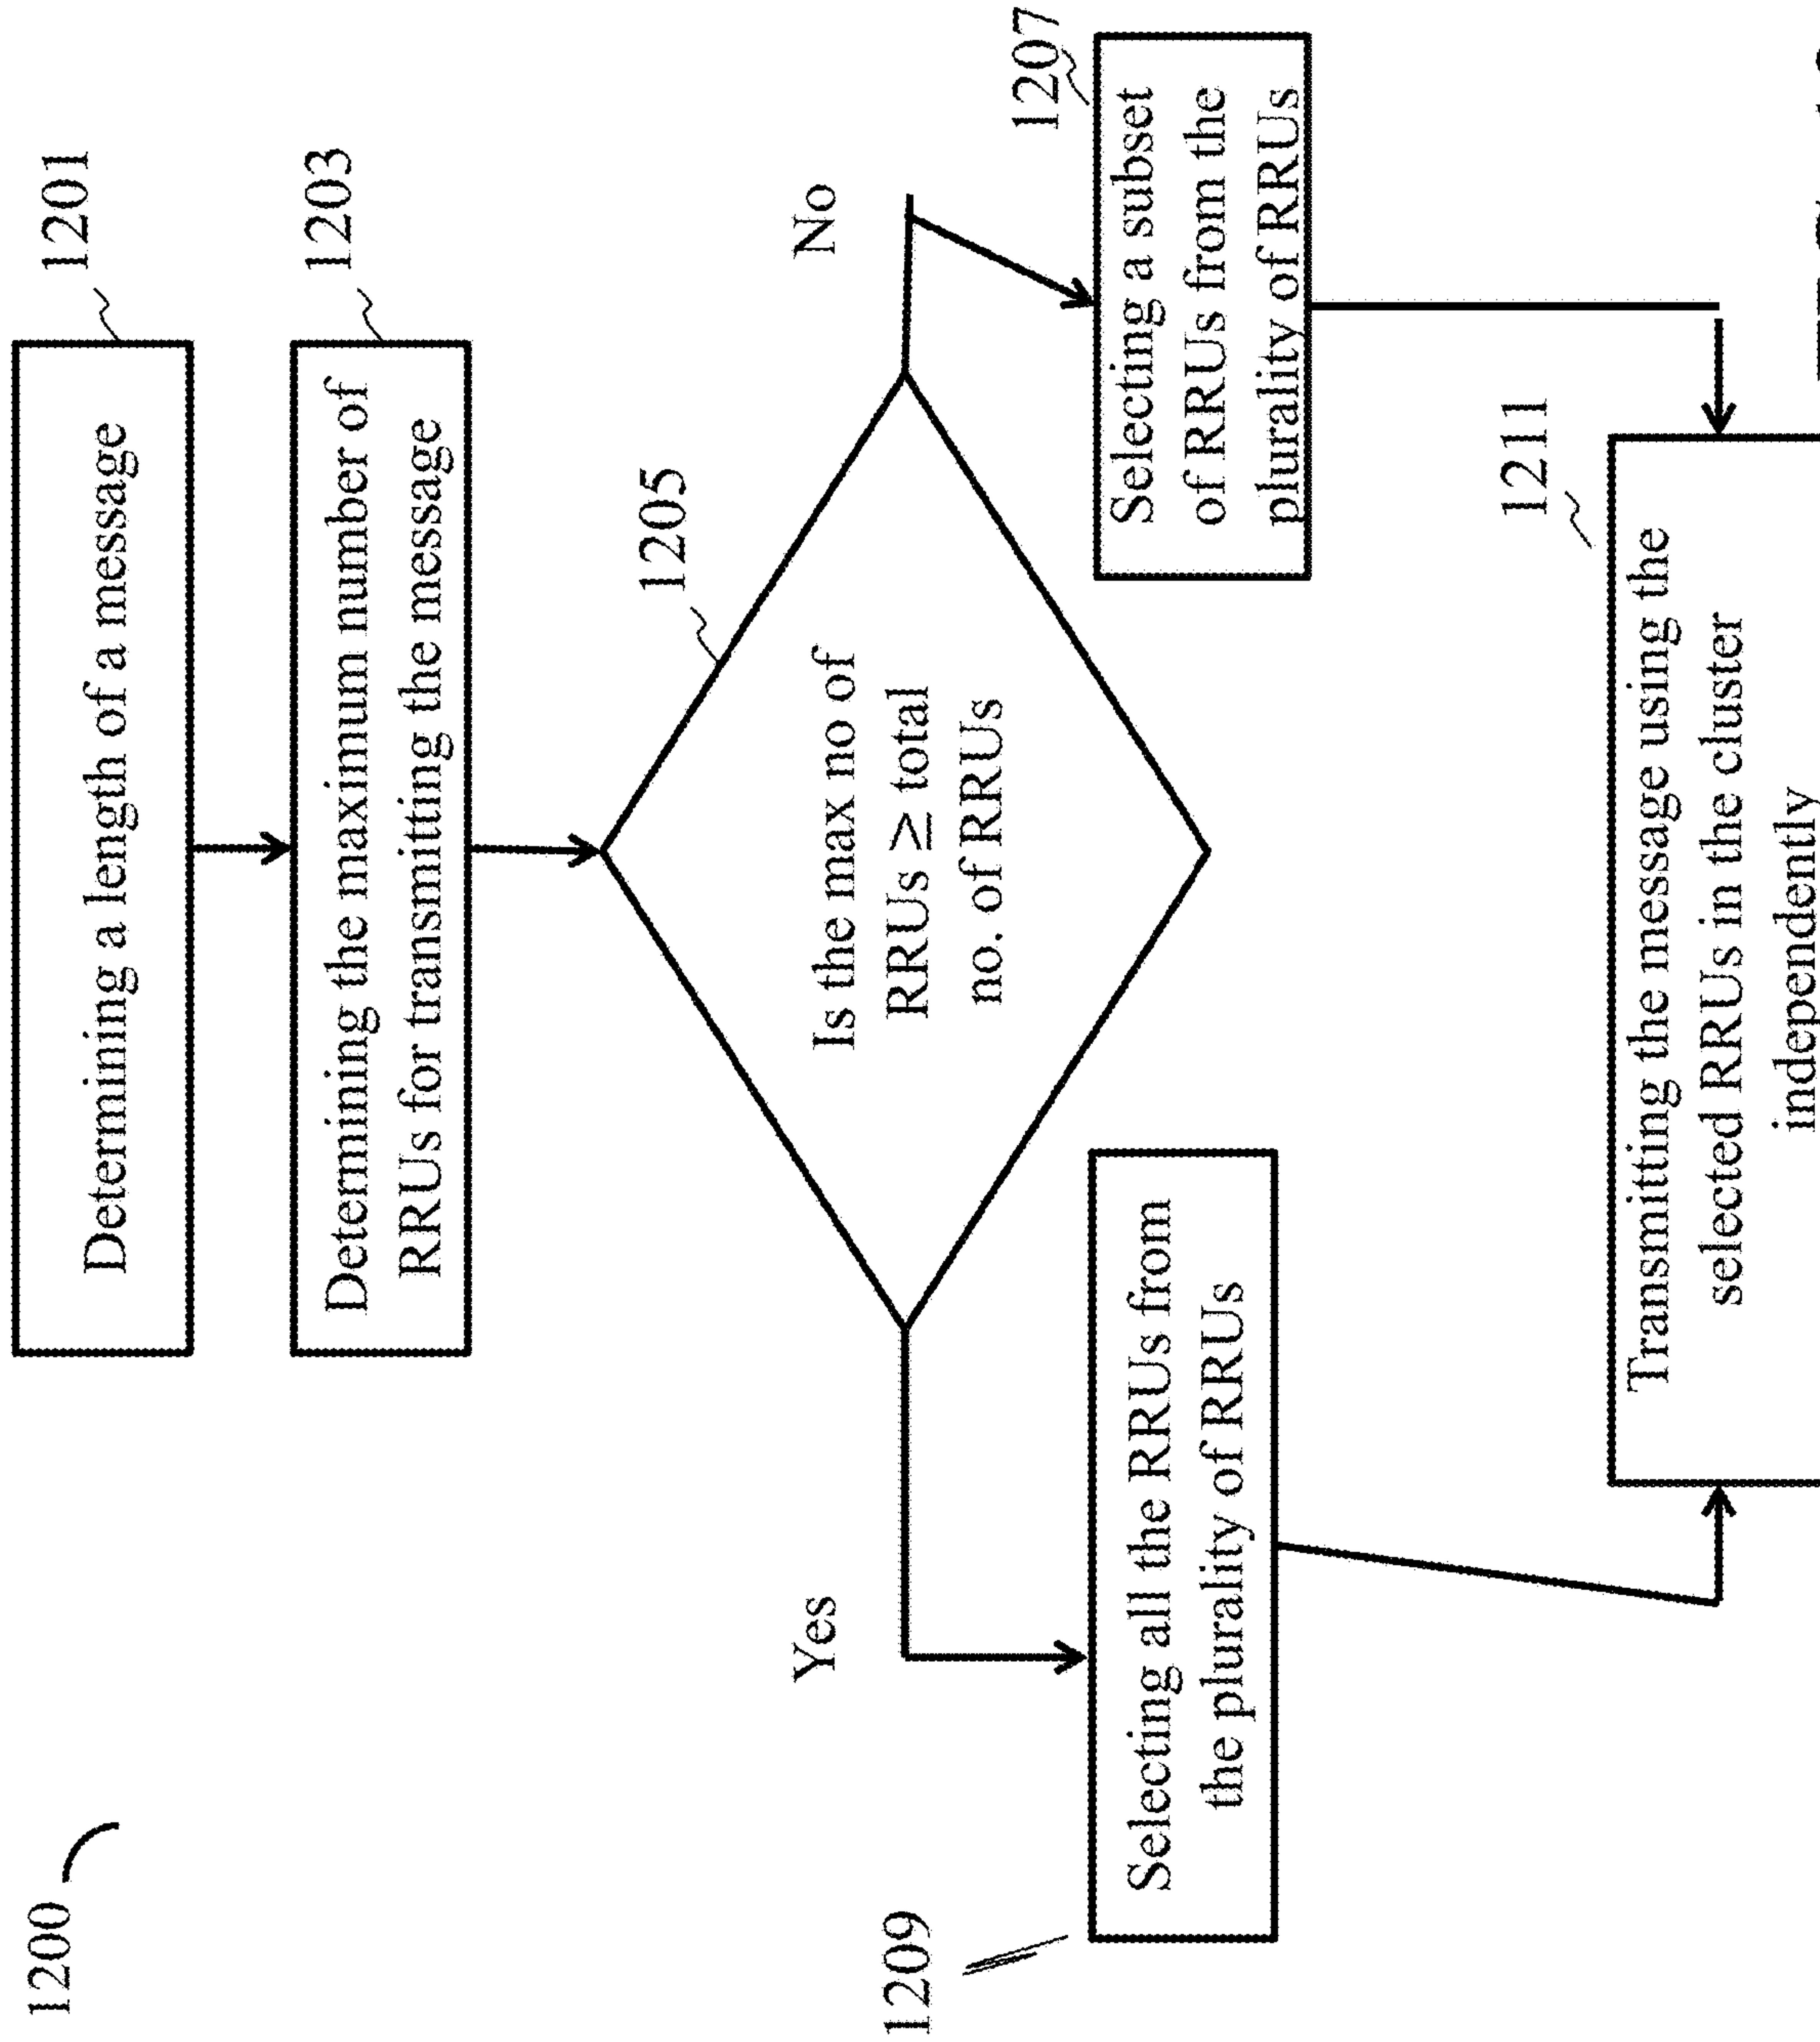 1200
1201
Determining a length of a message
1203
Determining the maximum number of
RRUs for transmitting the message
1205
Is the max no of
RRUs ≥ total
no. of RRUs
Yes
No
1209
Selecting all the RRUs from
the plurality of RRUs
1207
Selecting a subset
of RRUs from the
plurality of RRUs
1211
Transmitting the message using the
selected RRUs in the cluster
independently